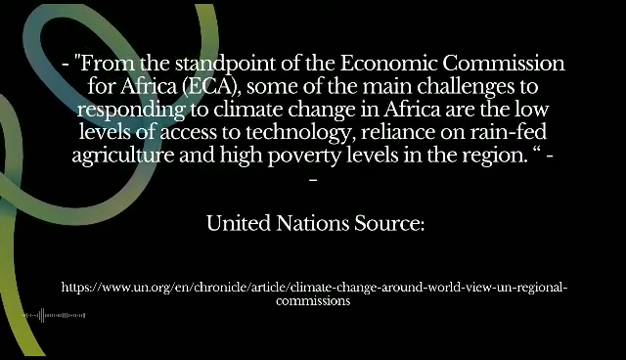 - "From the standpoint of the Economic Commission
for Africa (ECA), some of the main challenges to
responding to climate change in Africa are the low
levels of access to technology, reliance on rain-fed
agriculture and high poverty levels in the region. “ -
–
United Nations Source:
https://www.un.org/en/chronicle/article/climate-change-around-world-view-un-regional-
commissions